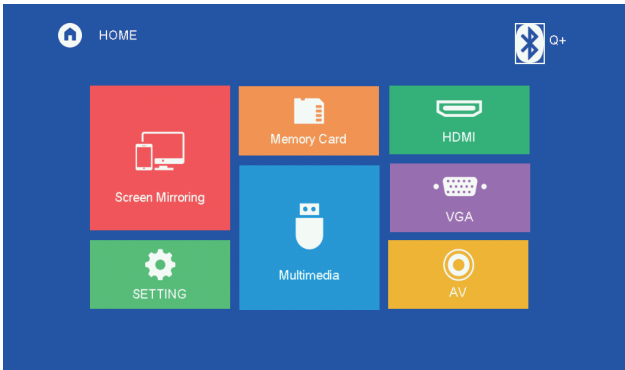 HOME
Q+
Screen Mirroring
Memory Card
HDMI
VGA
SETTING
Multimedia
AV